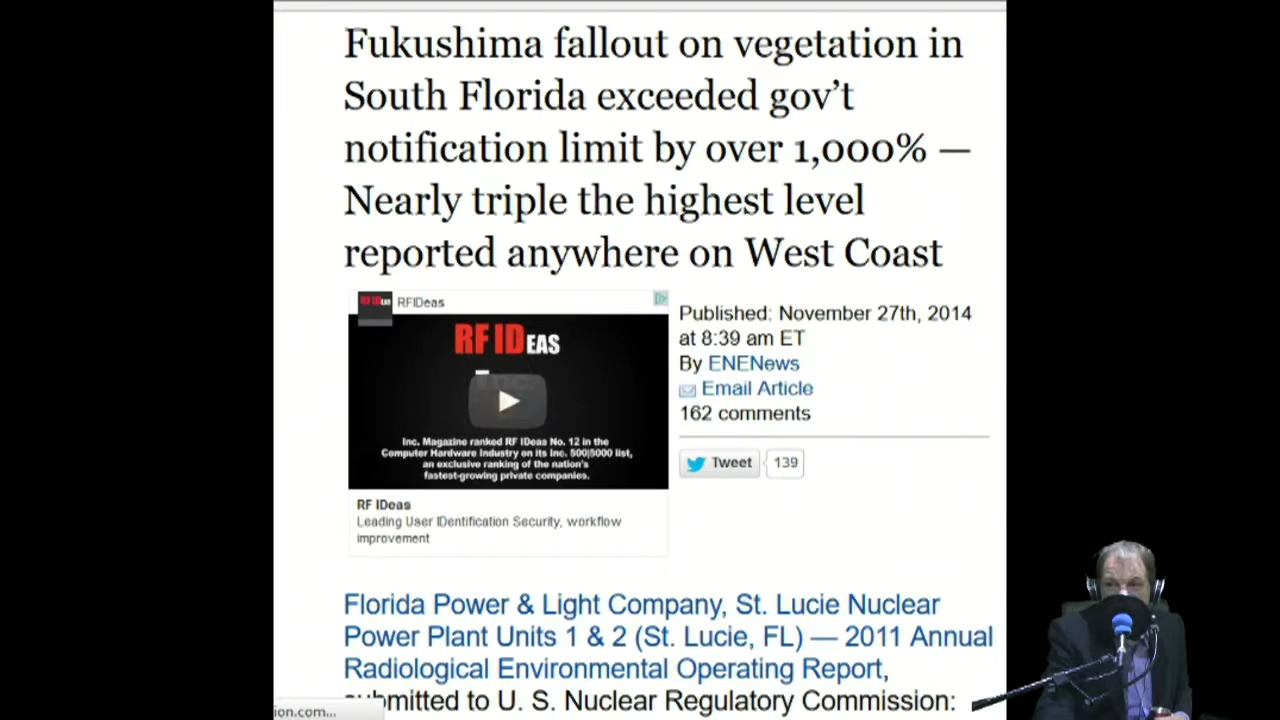 Fukushima fallout on vegetation in
South Florida exceeded gov't
notification limit by over 1,000% —
Nearly triple the highest level
reported anywhere on West Coast
RFIDeas
RF IDEAS
Inc. Magazine ranked RF IDeas No. 12 in the
Computer Hardware Industry on its Inc. 500|5000 list,
an exclusive ranking of the nation's
fastest-growing private companies.
RF IDeas
Leading User IDentification Security, workflow
improvement
Published: November 27th, 2014
at 8:39 am ET
By ENENews
Email Article
162 comments
Tweet 139
Florida Power & Light Company, St. Lucie Nuclear
Power Plant Units 1 & 2 (St. Lucie, FL) — 2011 Annual
Radiological Environmental Operating Report,
submitted to U. S. Nuclear Regulatory Commission:
ion.com...